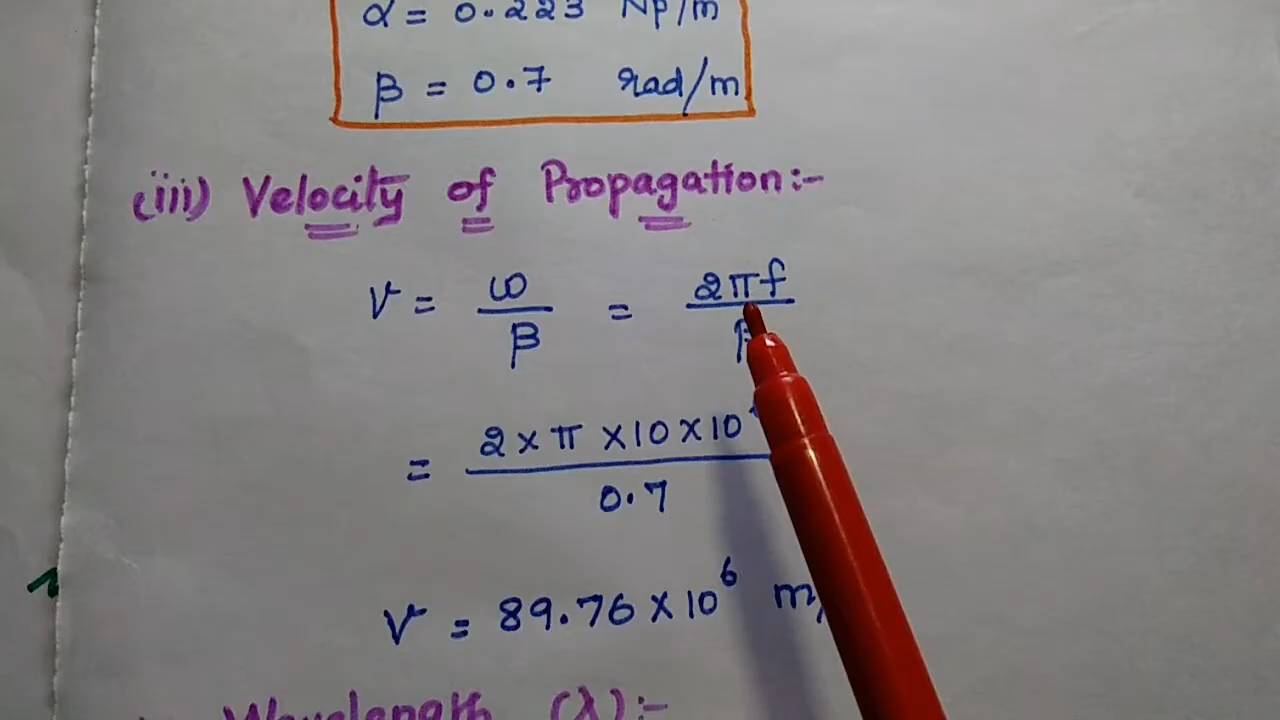 α = 0.223 Np/m
β = 0.7 rad/m
(iii) Velocity of Propagation:-
V = ω/β = 2πf/β
= 2×π×10×10/0.7
V = 89.76×10⁶ m/
Wavelength (λ):-